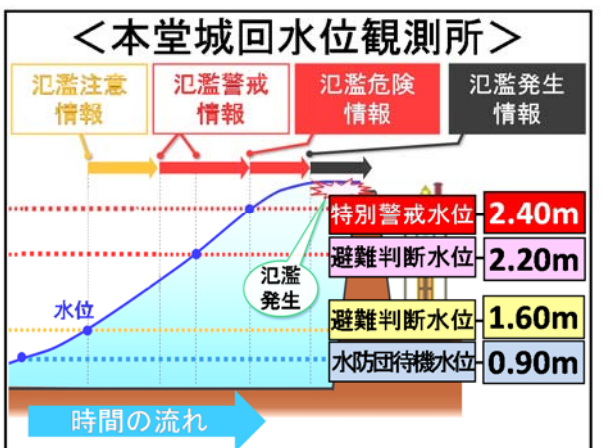 ＜本堂城回水位観測所＞
氾濫注意
情報
氾濫警戒
情報
氾濫危険
情報
氾濫発生
情報
特別警戒水位 2.40m
避難判断水位 2.20m
氾濫
発生
水位
避難判断水位 1.60m
水防団待機水位 0.90m
時間の流れ